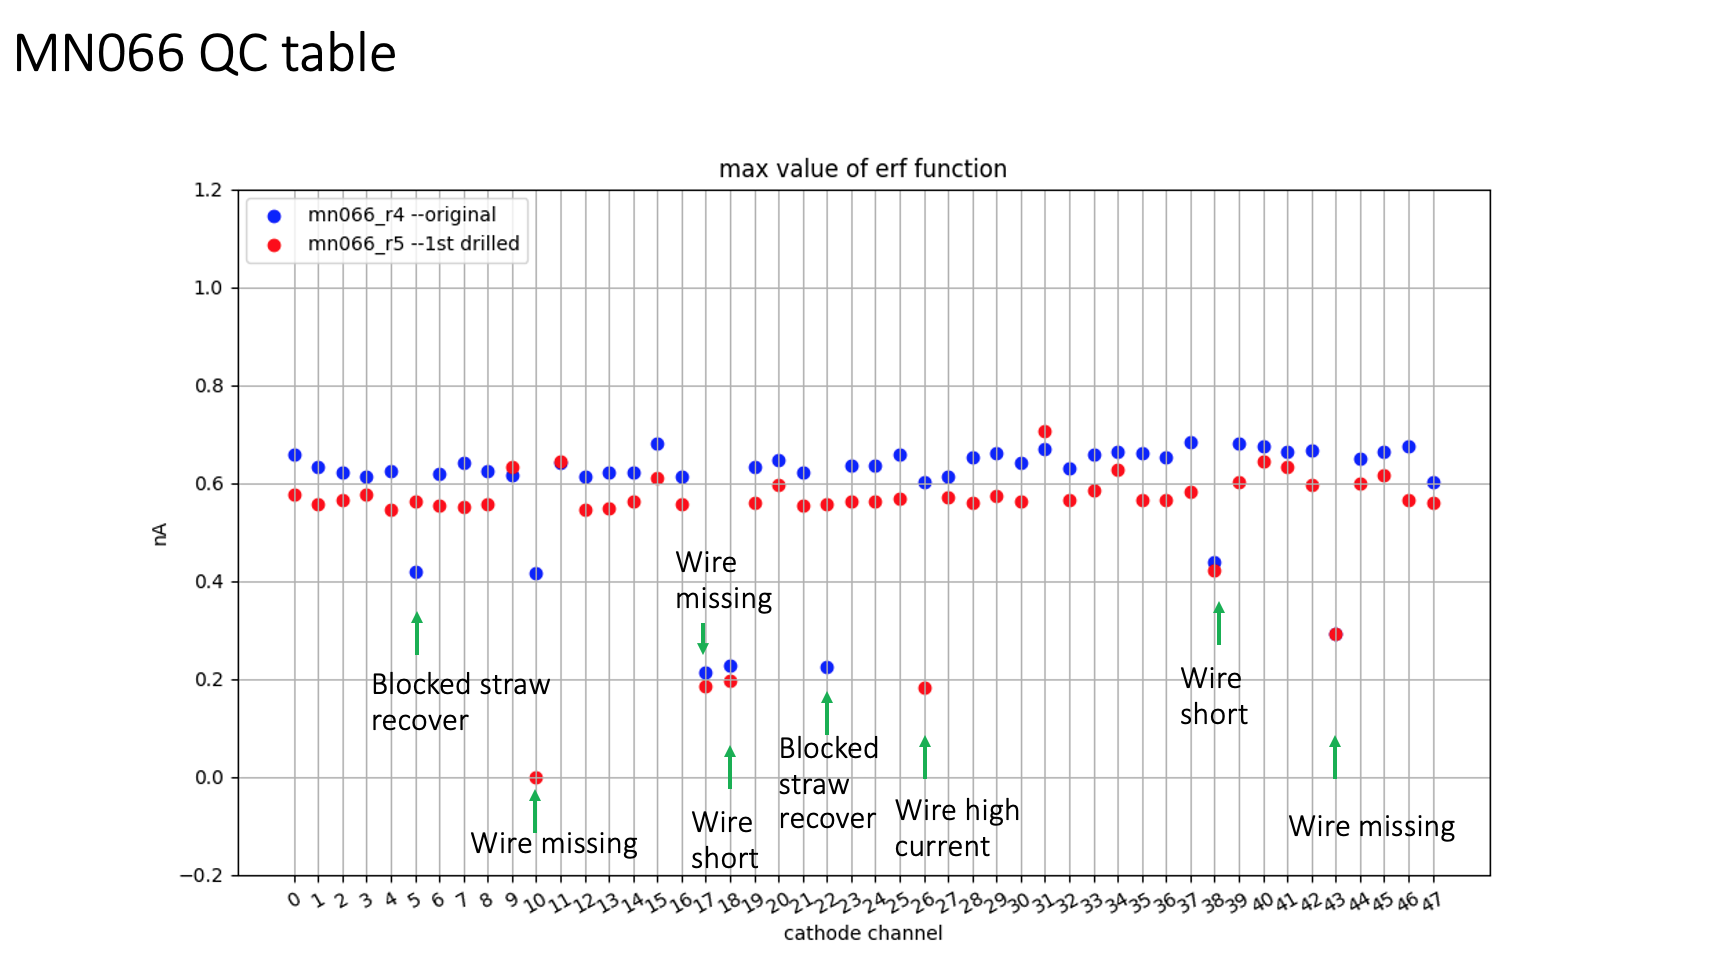 MN066 QC table
max value of erf function
1.2
mn066_r4 --original
mn066_r5 --1st drilled
1.0
0.8
0.6
nA
Wire
missing
0.4
Blocked straw
recover
Wire
short
0.2
Blocked
straw
recover
0.0
Wire high
current
Wire
short
Wire missing
Wire missing
−0.2
0 1 2 3 4 5 6 7 8 9 10 11 12 13 14 15 16 17 18 19 20 21 22 23 24 25 26 27 28 29 30 31 32 33 34 35 36 37 38 39 40 41 42 43 44 45 46 47
cathode channel